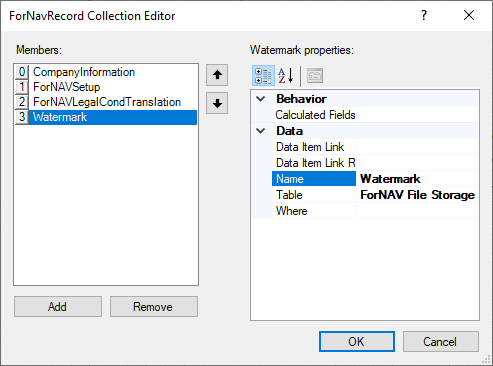 ForNavRecord Collection Editor
? ×
Members:
0 CompanyInformation
1 ForNAVSetup
2 ForNAVLegalCondTranslation
3 Watermark
Add
Remove
Watermark properties:
A
Z
Behavior
Calculated Fields
Data
Data Item Link
Data Item Link R
Name Watermark
Table ForNAV File Storage
Where
OK
Cancel